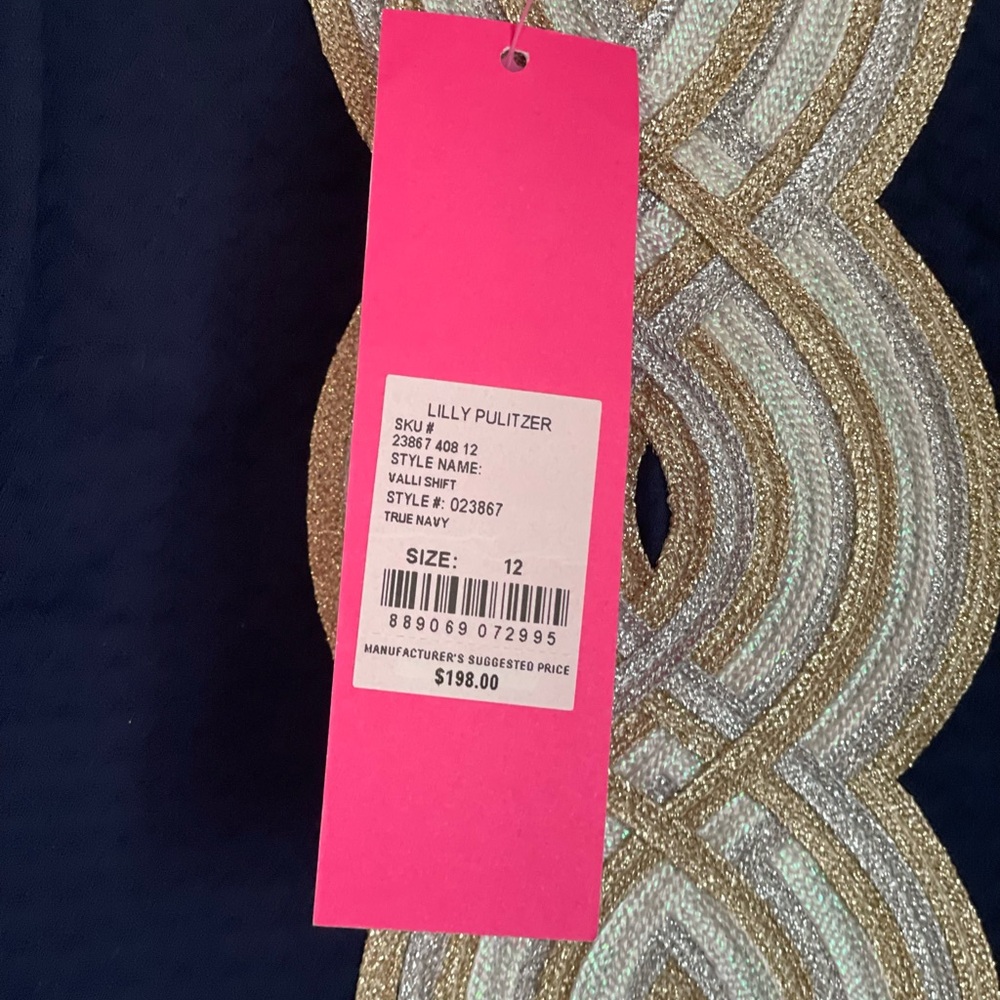 LILLY PULITZER
SKU #
23867 408 12
STYLE NAME:
VALLI SHIFT
STYLE #: 023867
TRUE NAVY
SIZE: 12
889069 072995
MANUFACTURER'S SUGGESTED PRICE
$198.00